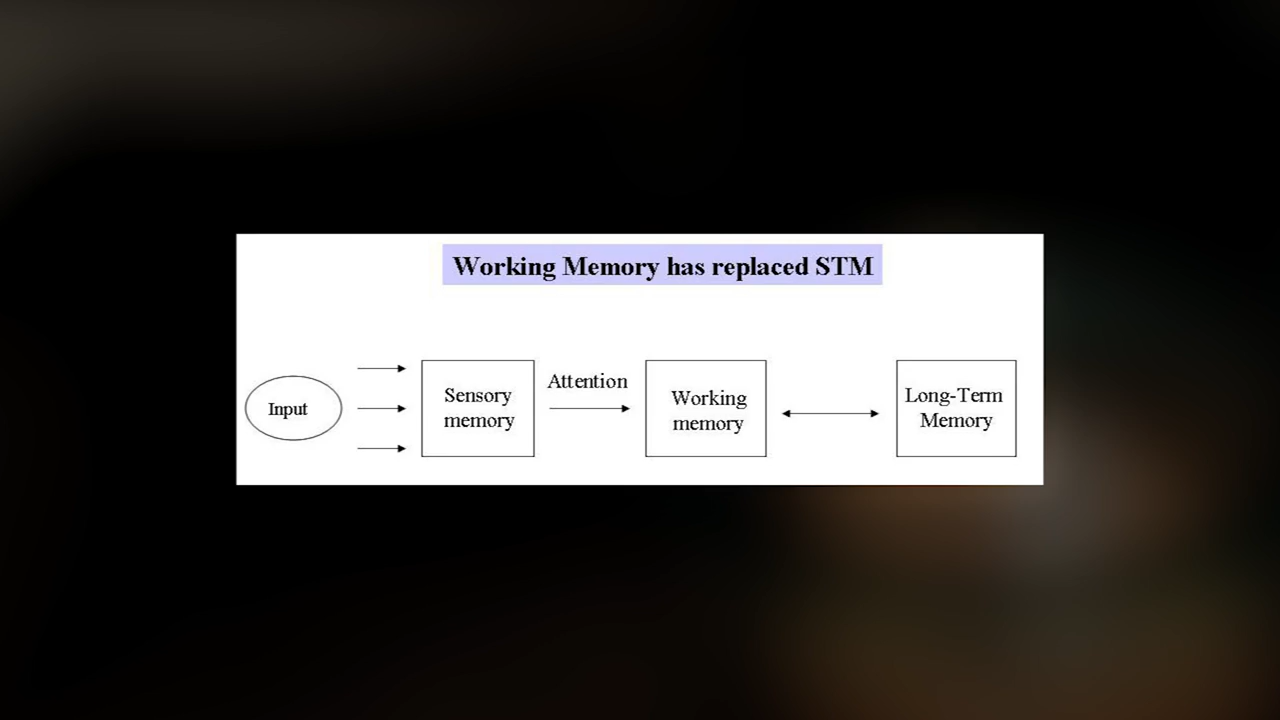 Working Memory has replaced STM
Input
Sensory
memory
Attention
Working
memory
Long-Term
Memory